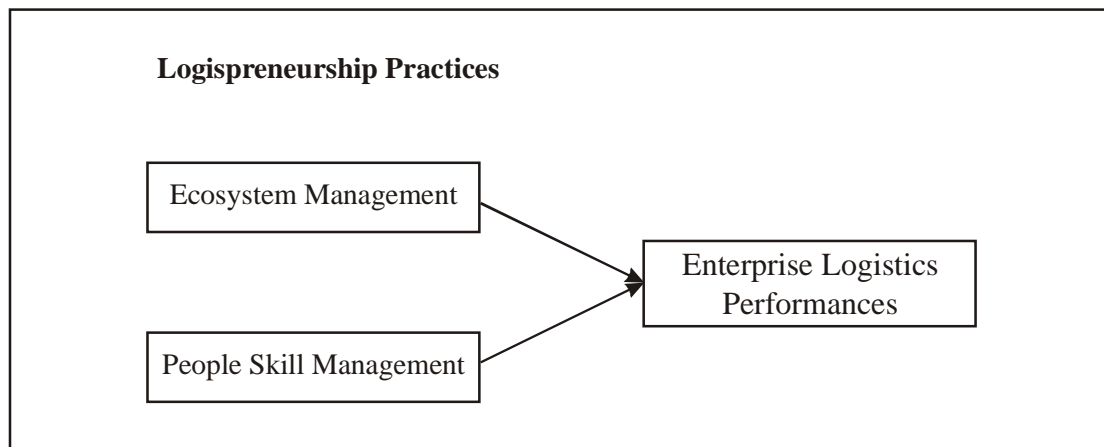 Logispreneurship Practices
Ecosystem Management
Enterprise Logistics
Performances
People Skill Management